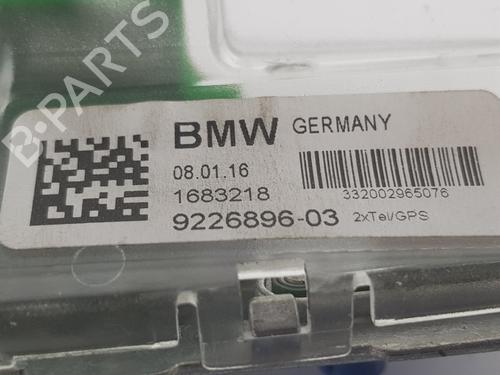 B-PARTS
BMW GERMANY
08.01.16
1683218
332002965076
9226896-03 2xTel/GPS